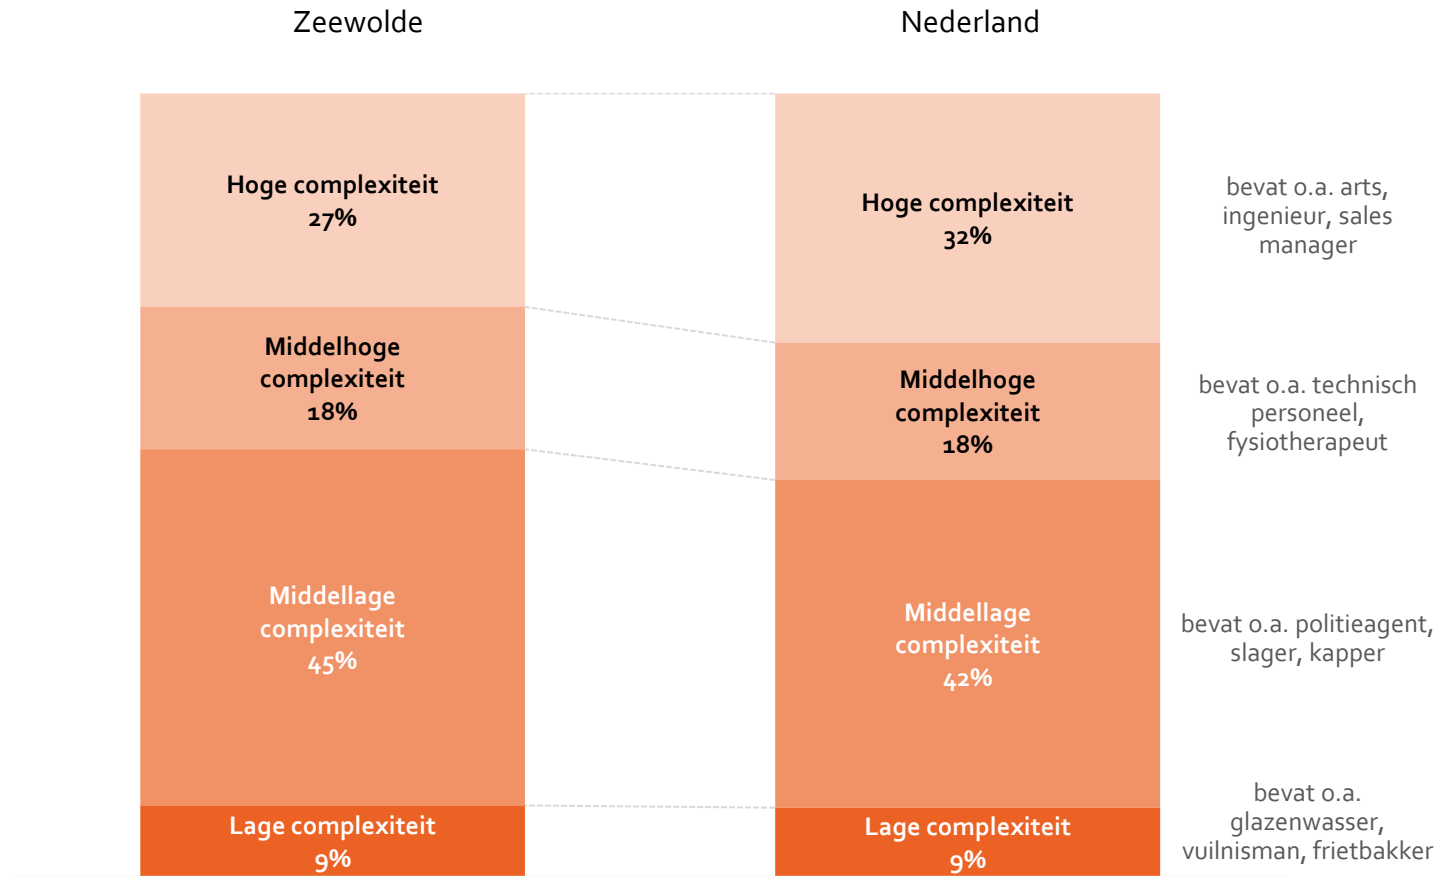 Zeewolde
Nederland
Hoge complexiteit
27%
Middelhoge
complexiteit
18%
Middellage
complexiteit
45%
Lage complexiteit
9%
Hoge complexiteit
32%
Middelhoge
complexiteit
18%
Middellage
complexiteit
42%
Lage complexiteit
9%
bevat o.a. arts,
ingenieur, sales
manager
bevat o.a. technisch
personeel,
fysiotherapeut
bevat o.a. politieagent,
slager, kapper
bevat o.a.
glazenwasser,
vuilnisman, frietbakker